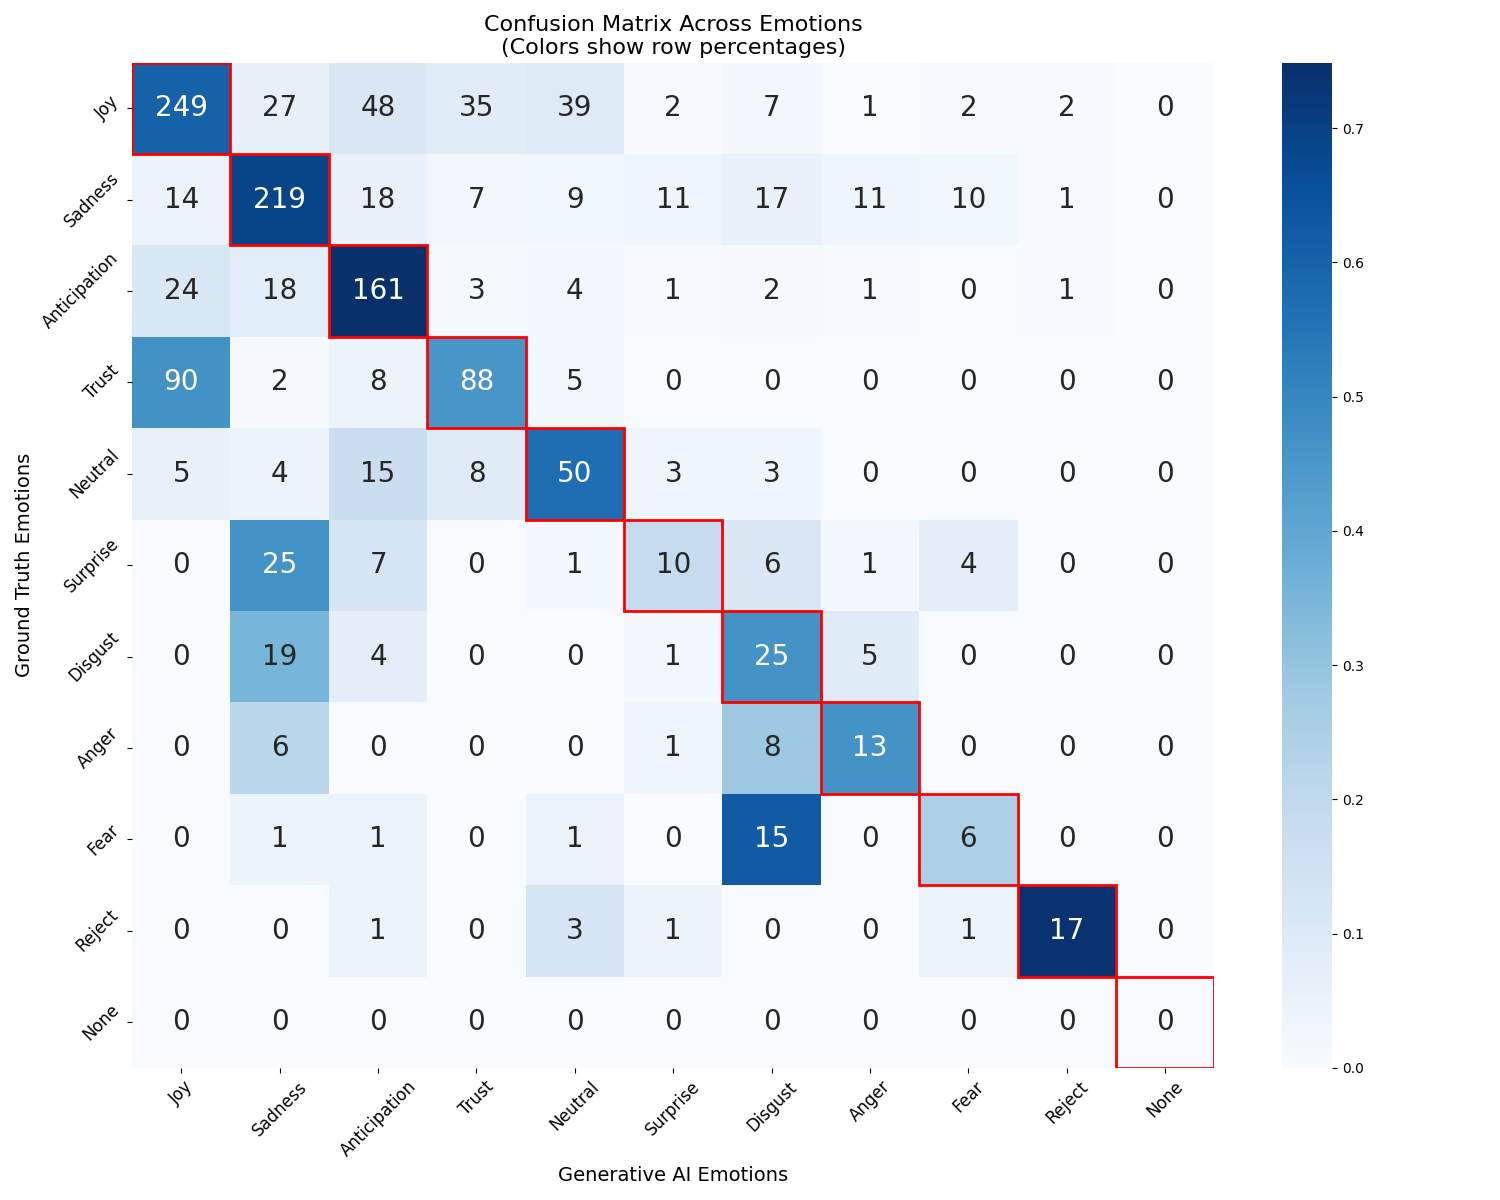 Confusion Matrix Across Emotions
(Colors show row percentages)
Ground Truth Emotions
Joy 249 27 48 35 39 2 7 1 2 2 0
Sadness 14 219 18 7 9 11 17 11 10 1 0
Anticipation 24 18 161 3 4 1 2 1 0 1 0
Trust 90 2 8 88 5 0 0 0 0 0 0
Neutral 5 4 15 8 50 3 3 0 0 0 0
Surprise 0 25 7 0 1 10 6 1 4 0 0
Disgust 0 19 4 0 0 1 25 5 0 0 0
Anger 0 6 0 0 0 1 8 13 0 0 0
Fear 0 1 1 0 1 0 15 0 6 0 0
Reject 0 0 1 0 3 1 0 0 1 17 0
None 0 0 0 0 0 0 0 0 0 0 0
Joy Sadness Anticipation Trust Neutral Surprise Disgust Anger Fear Reject None
Generative AI Emotions
0.7
0.6
0.5
0.4
0.3
0.2
0.1
0.0